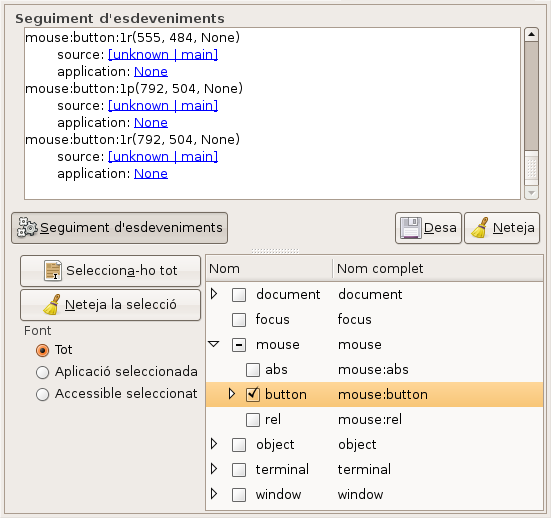 Seguiment d'esdeveniments
mouse:button:1r(555, 484, None)
source: [unknown | main]
application: None
mouse:button:1p(792, 504, None)
source: [unknown | main]
application: None
mouse:button:1r(792, 504, None)
source: [unknown | main]
application: None
Seguiment d'esdeveniments
Desa
Neteja
Selecciona-ho tot
Neteja la selecció
Font
Tot
Aplicació seleccionada
Accessible seleccionat
Nom Nom complet
document document
focus focus
mouse mouse
abs mouse:abs
button mouse:button
rel mouse:rel
object object
terminal terminal
window window